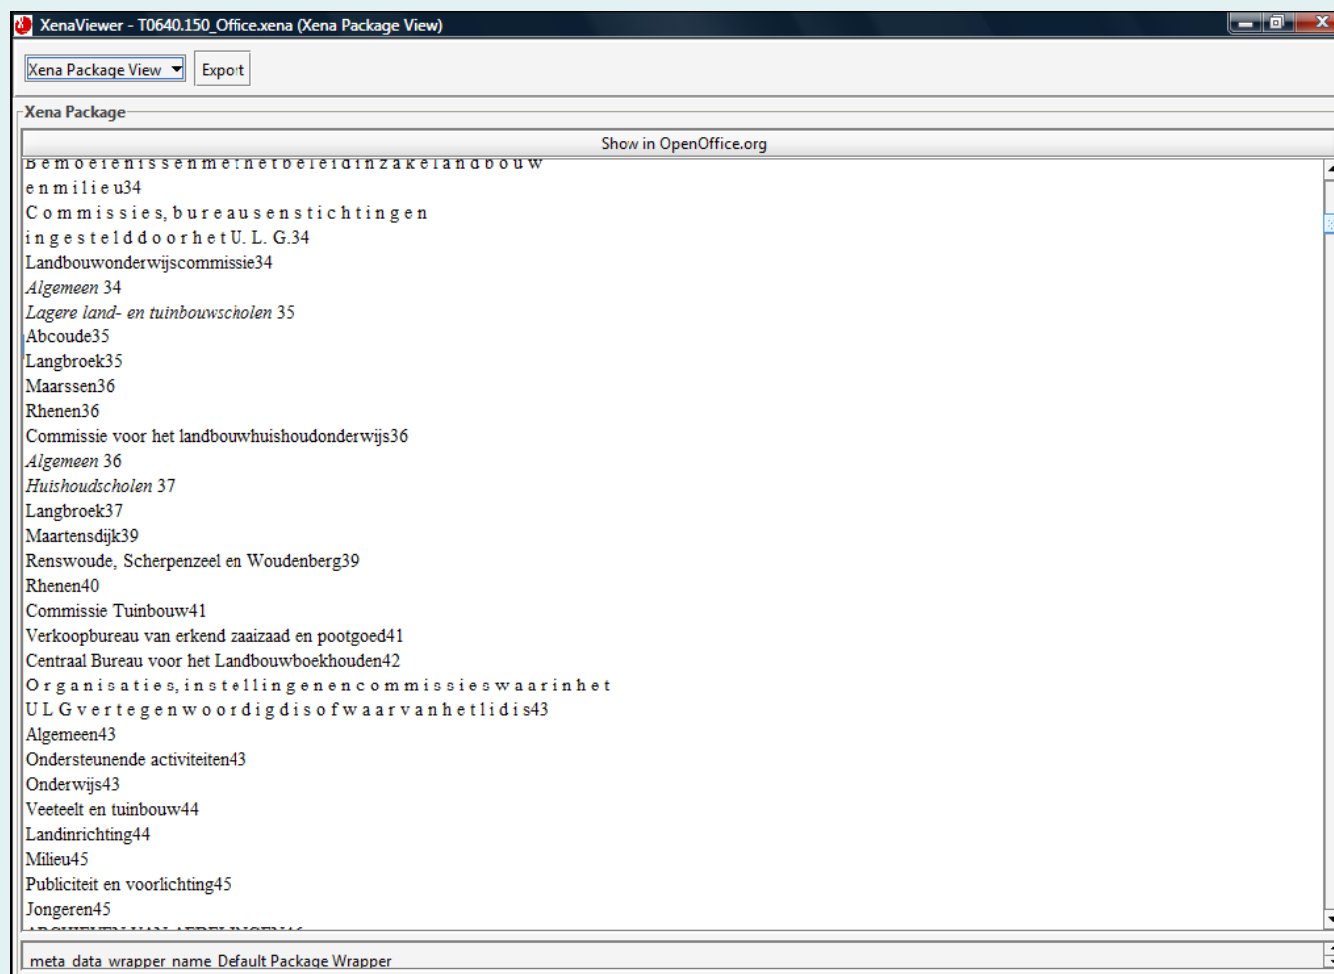 XenaViewer - T0640.150_Office.xena (Xena Package View)
Xena Package View Export
Xena Package
Show in OpenOffice.org
B e m o e i e n i s s e n m e t h e t b e l e i d i n z a k e l a n d b o u w
e n m i l i e u34
C o m m i s s i e s, b u r e a u s e n s t i c h t i n g e n
i n g e s t e l d d o o r h e t U. L. G.34
Landbouwonderwijscommissie34
Algemeen 34
Lagere land- en tuinbouwscholen 35
Abcoude35
Langbroek35
Maarssen36
Rhenen36
Commissie voor het landbouwhuishoudonderwijs36
Algemeen 36
Huishoudscholen 37
Langbroek37
Maartensdijk39
Renswoude, Scherpenzeel en Woudenberg39
Rhenen40
Commissie Tuinbouw41
Verkoopbureau van erkend zaaizaad en pootgoed41
Centraal Bureau voor het Landbouwboekhouden42
O r g a n i s a t i e s, i n s t e l l i n g e n e n c o m m i s s i e s w a a r i n h e t
U L G v e r t e g e n w o o r d i g d i s o f w a a r v a n h e t l i d i s43
Algemeen43
Ondersteunende activiteiten43
Onderwijs43
Veeteelt en tuinbouw44
Landinrichting44
Milieu45
Publiciteit en voorlichting45
Jongeren45
ARCHIEVEN VAN AFDELINGEN46
meta_data_wrapper_name Default Package Wrapper